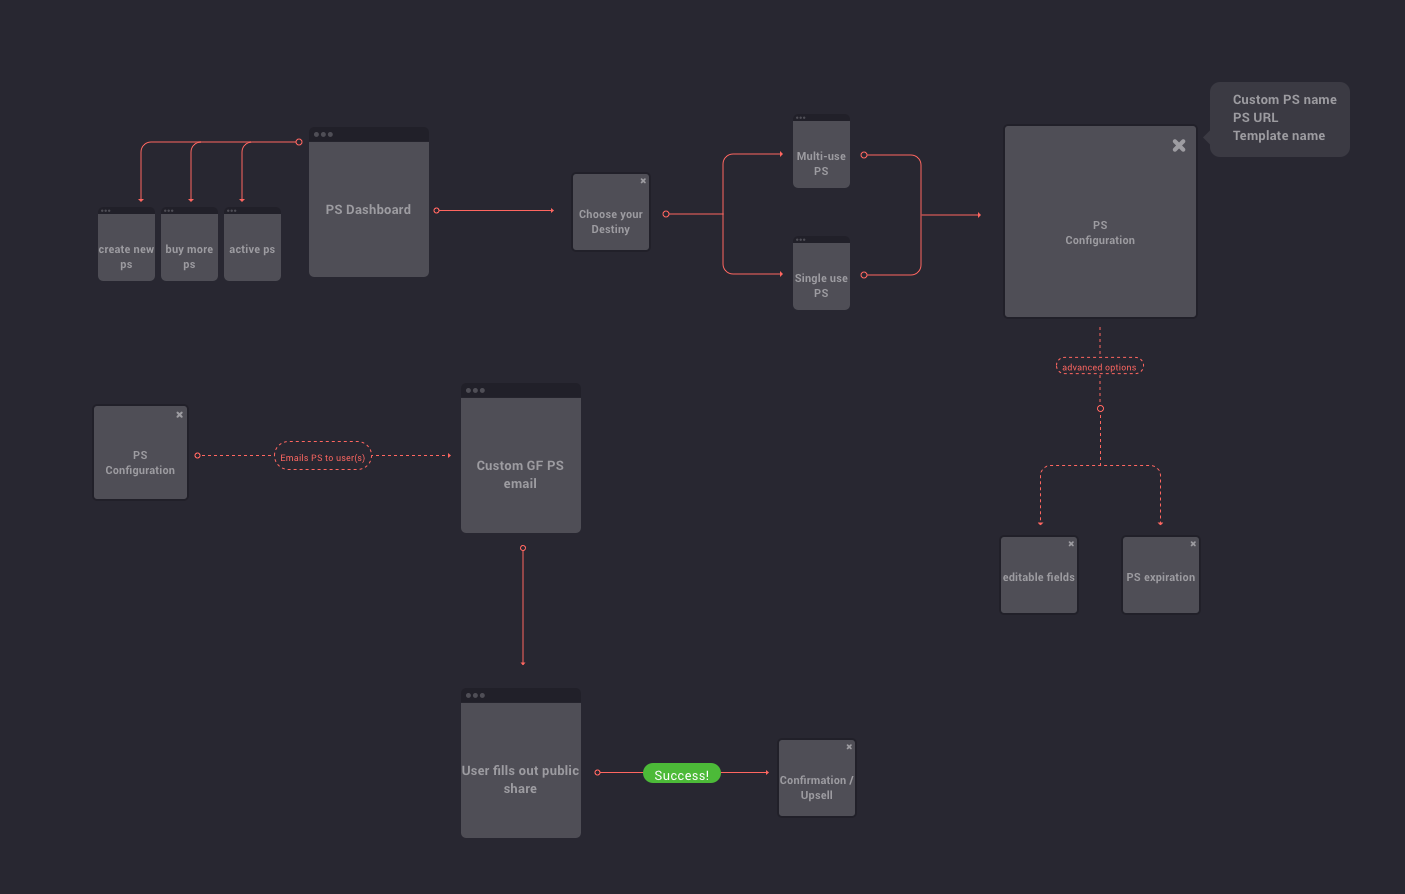 Custom PS name
PS URL
Template name
PS Dashboard
create new
ps
buy more
ps
active ps
Choose your
Destiny
Multi-use
PS
Single use
PS
PS
Configuration
advanced options
editable fields
PS expiration
PS
Configuration
Emails PS to user(s)
Custom GF PS
email
User fills out public
share
Success!
Confirmation /
Upsell